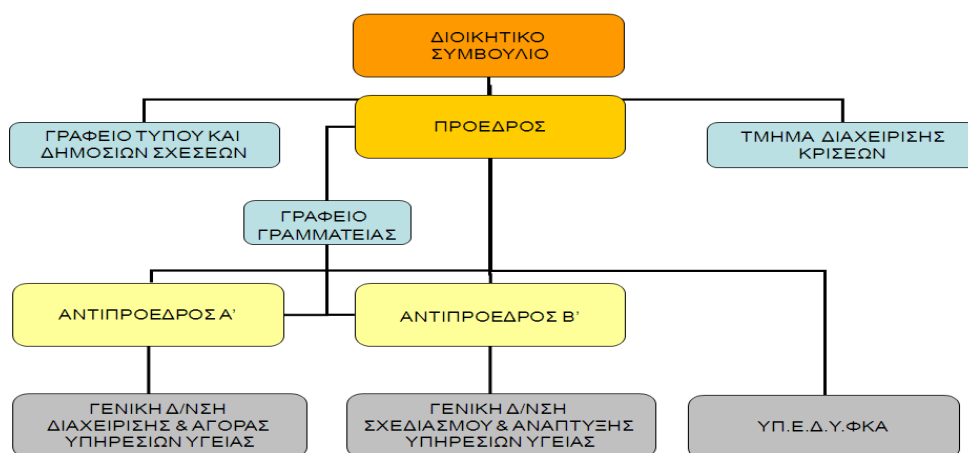 ΔΙΟΙΚΗΤΙΚΟ
ΣΥΜΒΟΥΛΙΟ
ΓΡΑΦΕΙΟ ΤΥΠΟΥ ΚΑΙ
ΔΗΜΟΣΙΩΝ ΣΧΕΣΕΩΝ
ΠΡΟΕΔΡΟΣ
ΤΜΗΜΑ ΔΙΑΧΕΙΡΙΣΗΣ
ΚΡΙΣΕΩΝ
ΓΡΑΦΕΙΟ
ΓΡΑΜΜΑΤΕΙΑΣ
ΑΝΤΙΠΡΟΕΔΡΟΣ Α’
ΑΝΤΙΠΡΟΕΔΡΟΣ Β’
ΓΕΝΙΚΗ Δ/ΝΣΗ
ΔΙΑΧΕΙΡΙΣΗΣ & ΑΓΟΡΑΣ
ΥΠΗΡΕΣΙΩΝ ΥΓΕΙΑΣ
ΓΕΝΙΚΗ Δ/ΝΣΗ
ΣΧΕΔΙΑΣΜΟΥ & ΑΝΑΠΤΥΞΗΣ
ΥΠΗΡΕΣΙΩΝ ΥΓΕΙΑΣ
ΥΠ.Ε.Δ.Υ.ΦΚΑ